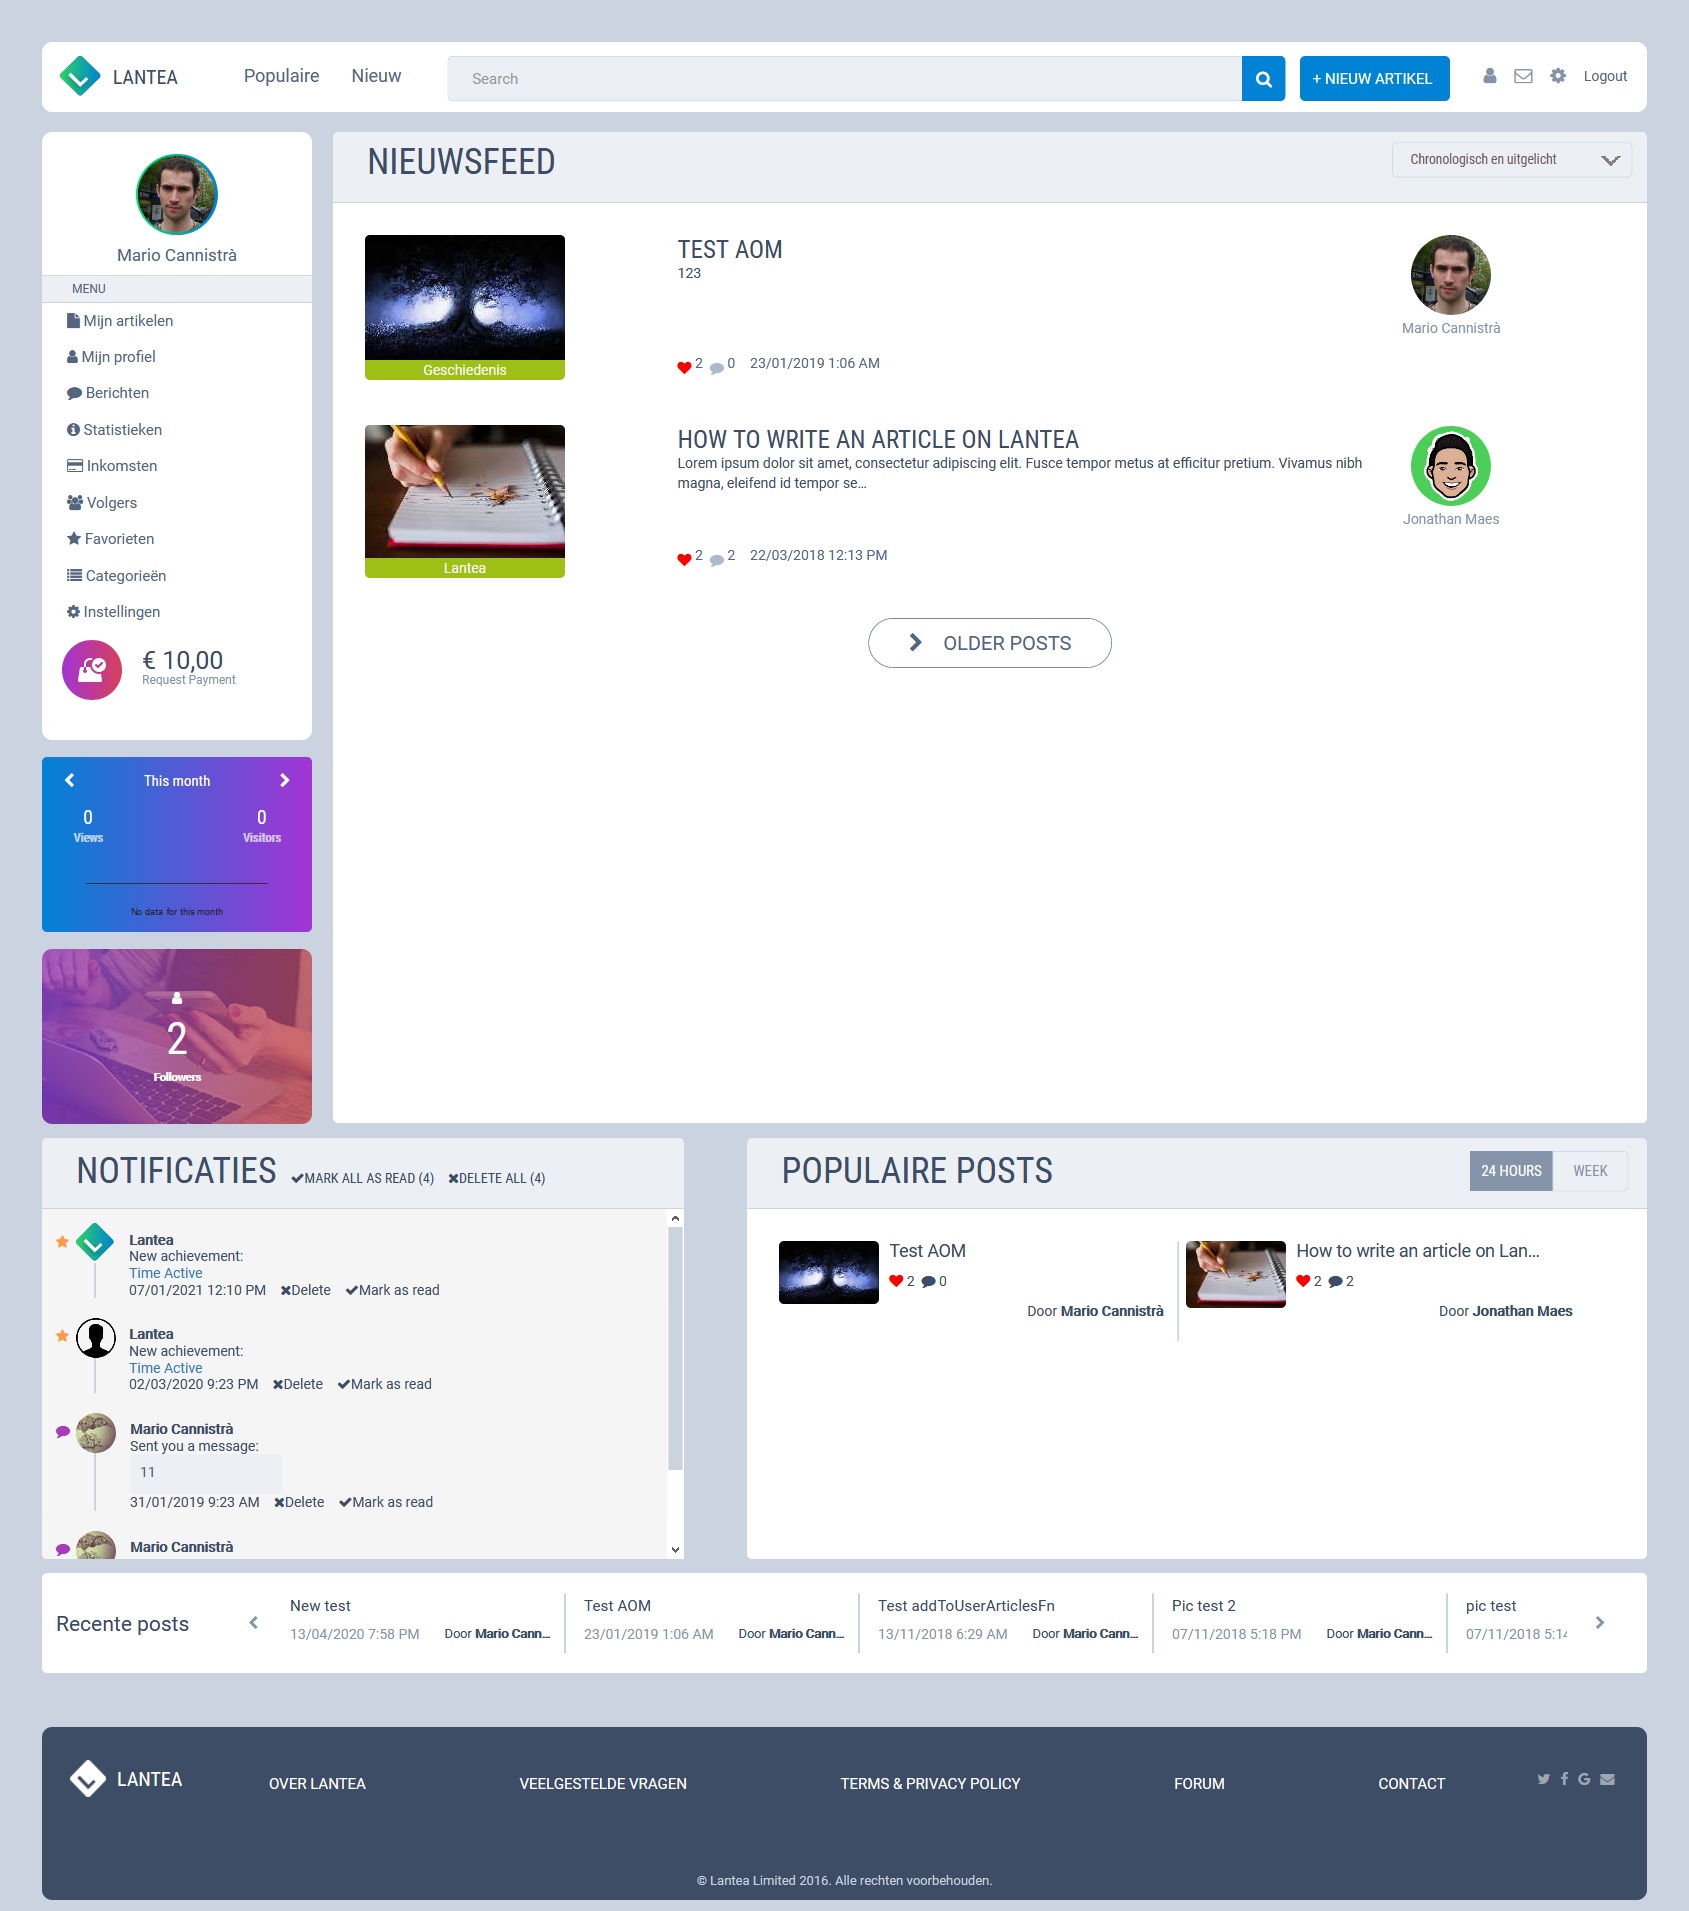 LANTEA
Populaire
Nieuw
Search
+ NIEUW ARTIKEL
Logout
Mario Cannistrà
MENU
Mijn artikelen
Mijn profiel
Berichten
Statistieken
Inkomsten
Volgers
Favorieten
Categorieën
Instellingen
€ 10,00
Request Payment
This month
0
Views
0
Visitors
No data for this month
2
Followers
NIEUWSFEED
Chronologisch en uitgelicht
TEST AOM
123
2 0 23/01/2019 1:06 AM
Geschiedenis
Mario Cannistrà
HOW TO WRITE AN ARTICLE ON LANTEA
Lorem ipsum dolor sit amet, consectetur adipiscing elit. Fusce tempor metus at efficitur pretium. Vivamus nibh
magna, eleifend id tempor se...
2 2 22/03/2018 12:13 PM
Lantea
Jonathan Maes
OLDER POSTS
NOTIFICATIES
MARK ALL AS READ (4)
DELETE ALL (4)
Lantea
New achievement:
Time Active
07/01/2021 12:10 PM Delete Mark as read
Lantea
New achievement:
Time Active
02/03/2020 9:23 PM Delete Mark as read
Mario Cannistrà
Sent you a message:
11
31/01/2019 9:23 AM Delete Mark as read
Mario Cannistrà
POPULAIRE POSTS
24 HOURS
WEEK
Test AOM
2 0
Door Mario Cannistrà
How to write an article on Lan...
2 2
Door Jonathan Maes
Recente posts
New test
13/04/2020 7:58 PM Door Mario Cann...
Test AOM
23/01/2019 1:06 AM Door Mario Cann...
Test addToUserArticlesFn
13/11/2018 6:29 AM Door Mario Cann...
Pic test 2
07/11/2018 5:18 PM Door Mario Cann...
pic test
07/11/2018 5:14
LANTEA
OVER LANTEA
VEELGESTELDE VRAGEN
TERMS & PRIVACY POLICY
FORUM
CONTACT
© Lantea Limited 2016. Alle rechten voorbehouden.